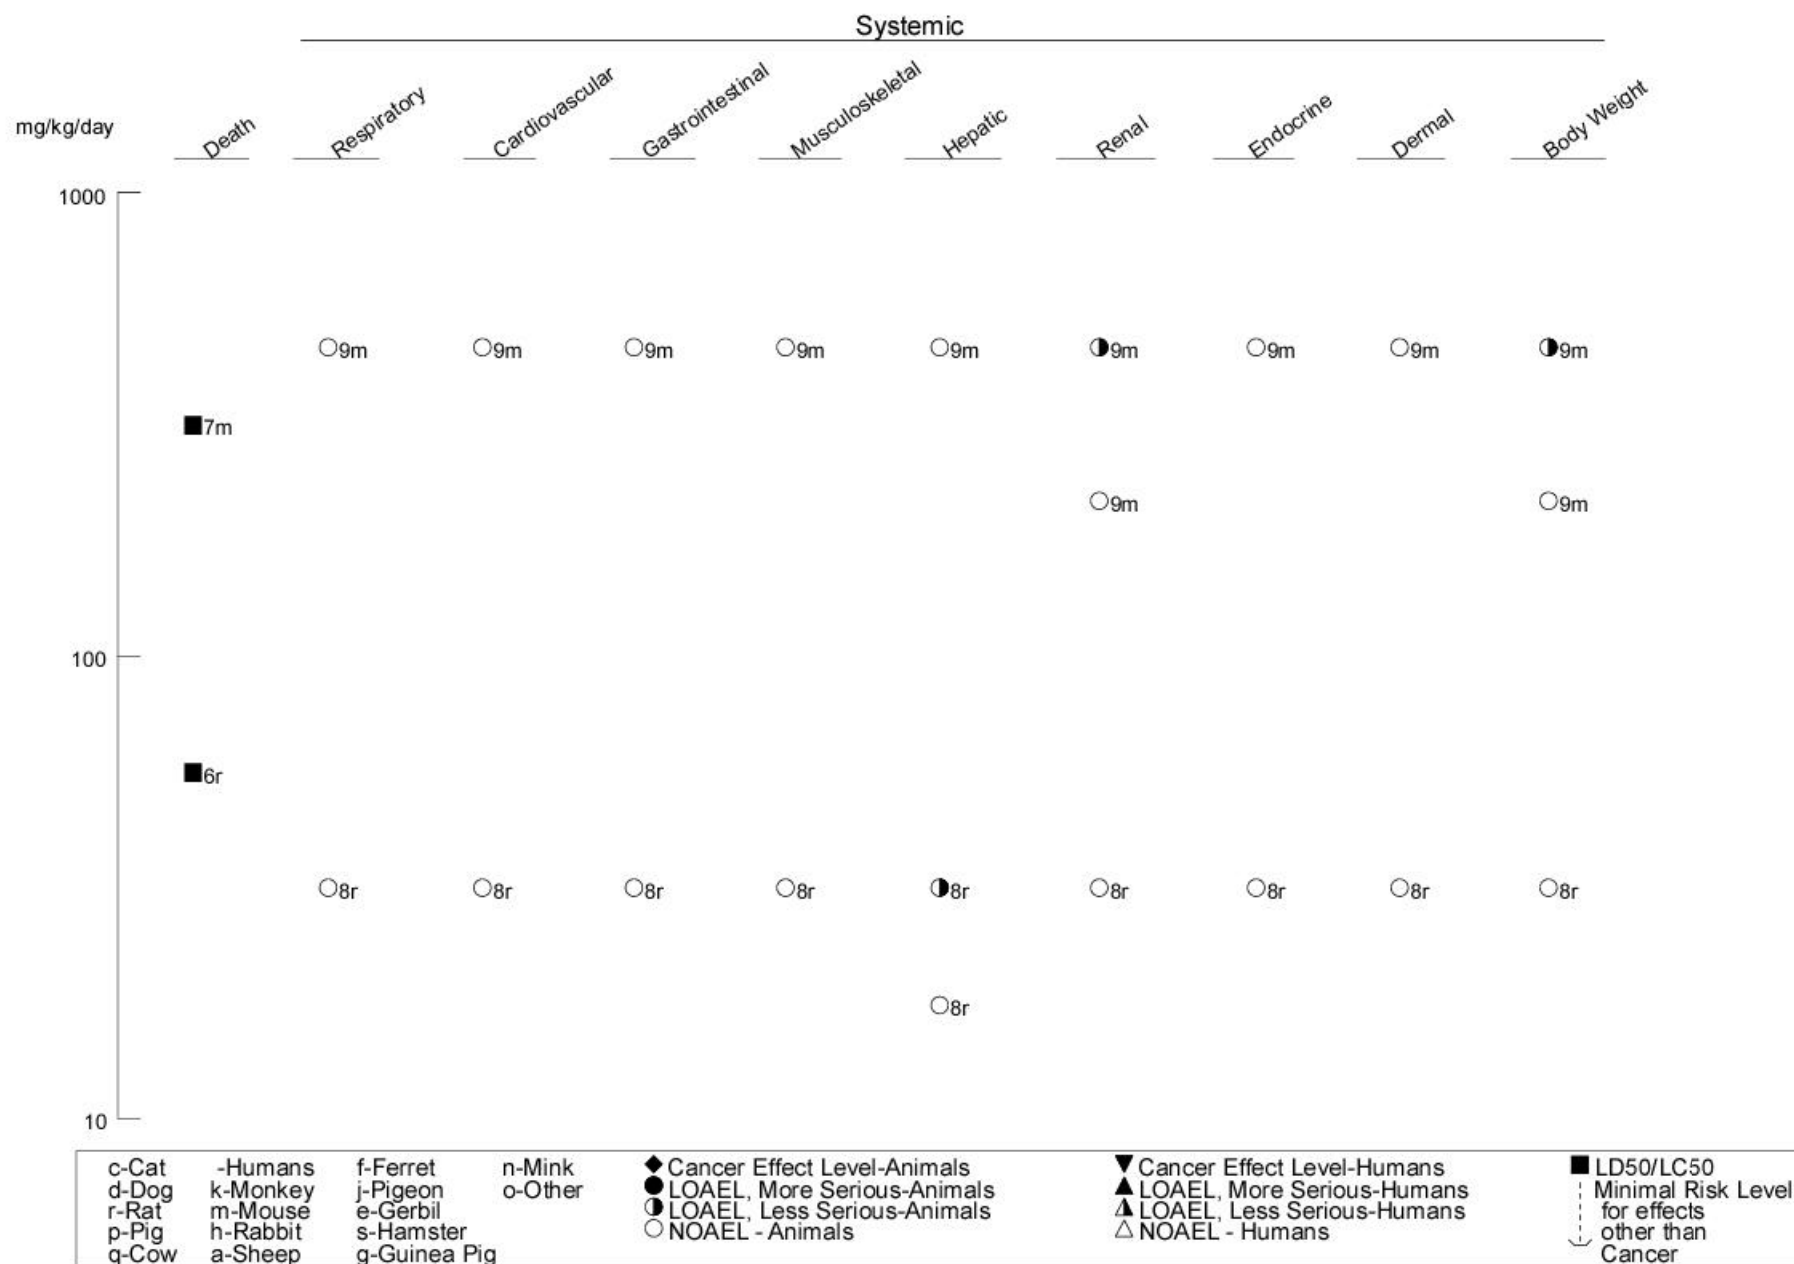 Systemic
mg/kg/day
Death
Respiratory
Cardiovascular
Gastrointestinal
Musculoskeletal
Hepatic
Renal
Endocrine
Dermal
Body Weight
1000
9m 9m 9m 9m 9m 9m 9m 9m 9m
7m
9m 9m
100
6r
8r 8r 8r 8r 8r 8r 8r 8r 8r
8r
10
c-Cat -Humans f-Ferret n-Mink Cancer Effect Level-Animals Cancer Effect Level-Humans LD50/LC50
d-Dog k-Monkey j-Pigeon o-Other LOAEL, More Serious-Animals LOAEL, More Serious-Humans Minimal Risk Level
r-Rat m-Mouse e-Gerbil LOAEL, Less Serious-Animals LOAEL, Less Serious-Humans for effects
p-Pig h-Rabbit s-Hamster NOAEL - Animals NOAEL - Humans other than
q-Cow a-Sheep g-Guinea Pig Cancer